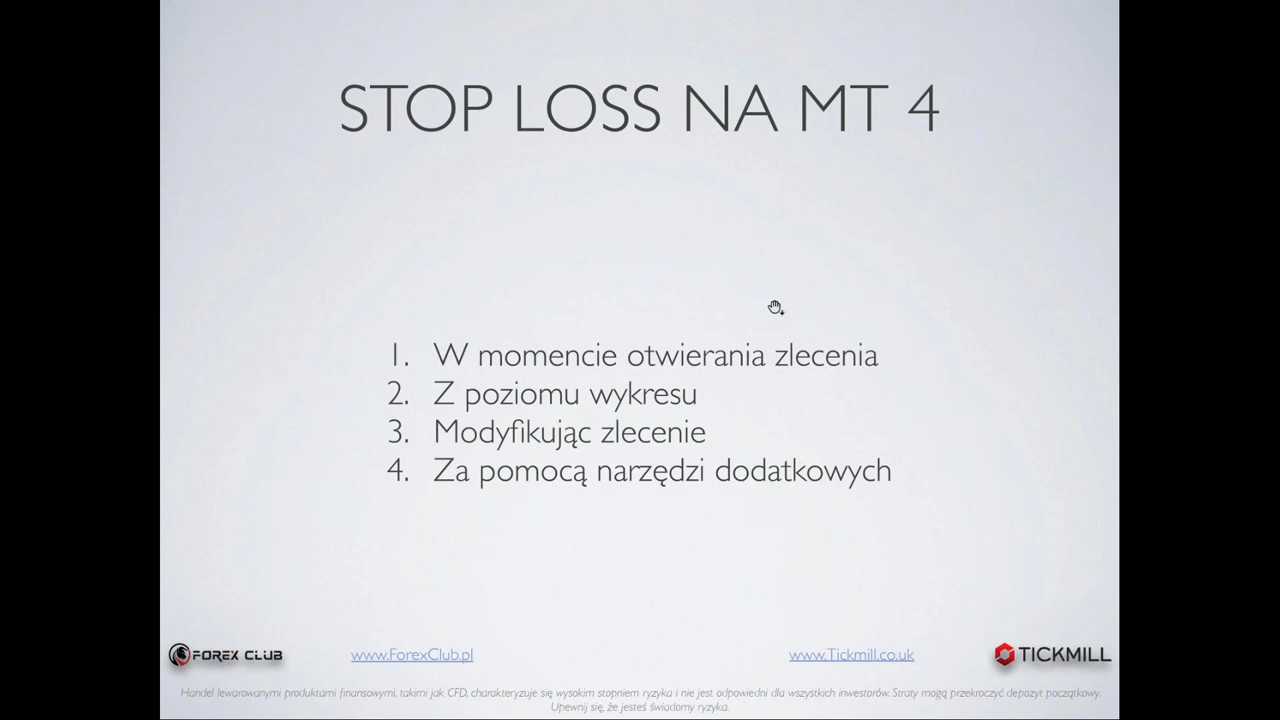 STOP LOSS NA MT 4
1. W momencie otwierania zlecenia
2. Z poziomu wykresu
3. Modyfikując zlecenie
4. Za pomocą narzędzi dodatkowych
FOREX CLUB www.ForexClub.pl www.Tickmill.co.uk TICKMILL
Handel lewarowanymi produktami finansowymi, takimi jak CFD, charakteryzuje się wysokim stopniem ryzyka i nie jest odpowiedni dla wszystkich inwestorów. Straty mogą przekroczyć depozyt początkowy.
Upewnij się, że jesteś świadomy ryzyka.